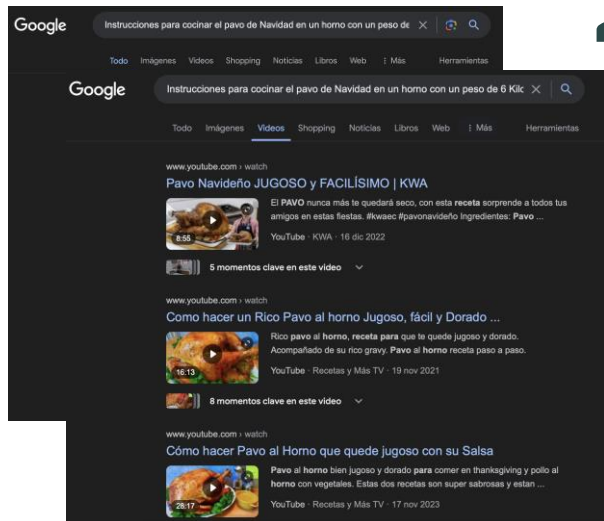 Google
Instrucciones para cocinar el pavo de Navidad en un horno con un peso de
Todo Imágenes Videos Shopping Noticias Libros Web Más Herramientas
Google
Instrucciones para cocinar el pavo de Navidad en un horno con un peso de 6 Kilc
Todo Imágenes Videos Shopping Noticias Libros Web Más Herramientas
www.youtube.com › watch
Pavo Navideño JUGOSO y FACILÍSIMO | KWA
El PAVO nunca más te quedará seco, con esta receta sorprende a todos tus
amigos en estas fiestas. #kwaec #pavonavideño Ingredientes: Pavo ...
8:55
YouTube · KWA · 16 dic 2022
5 momentos clave en este video
www.youtube.com › watch
Como hacer un Rico Pavo al horno Jugoso, fácil y Dorado ...
Rico pavo al horno, receta para que te quede jugoso y dorado.
Acompañado de su rico gravy. Pavo al horno receta paso a paso.
16:13
YouTube · Recetas y Más TV · 19 nov 2021
8 momentos clave en este video
www.youtube.com › watch
Cómo hacer Pavo al Horno que quede jugoso con su Salsa
Pavo al horno bien jugoso y dorado para comer en thanksgiving y pollo al
horno con vegetales. Estas dos recetas son super sabrosas y estan ...
26:17
YouTube · Recetas y Más TV · 17 nov 2023